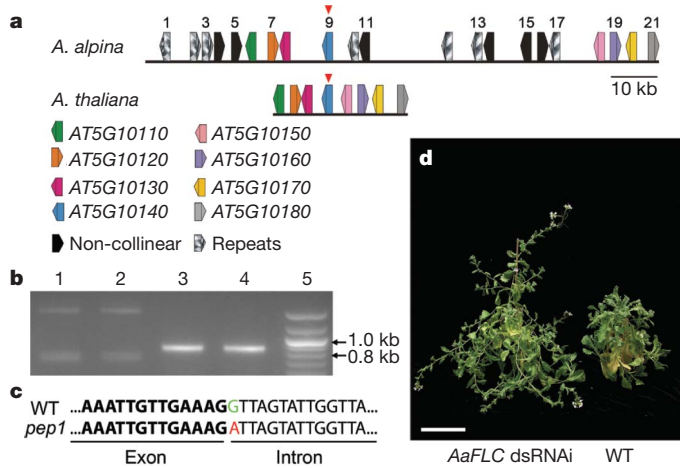 a
1 3 5 7 9 11 13 15 17 19 21
A. alpina
10 kb
A. thaliana
AT5G10110 AT5G10150
AT5G10120 AT5G10160
AT5G10130 AT5G10170
AT5G10140 AT5G10180
Non-collinear Repeats
b
1 2 3 4 5
1.0 kb
0.8 kb
c
WT ...AAATTGTTGAAAGGTTAGTATTGGTTA...
pep1 ...AAATTGTTGAAAGATTAGTATTGGTTA...
Exon Intron
d
AaFLC dsRNAi WT